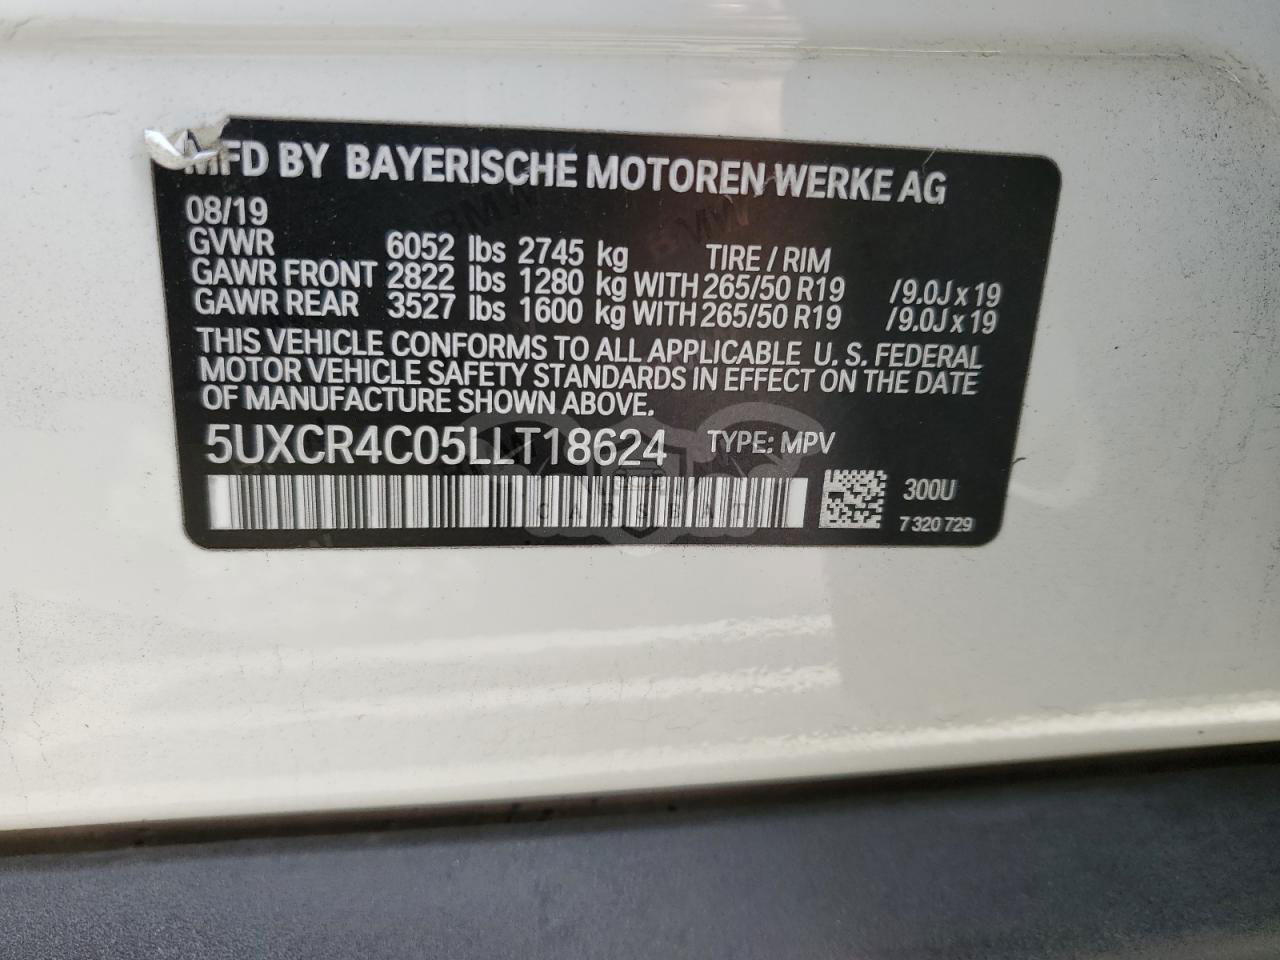 MFD BY BAYERISCHE MOTOREN WERKE AG
08/19
GVWR 6052 lbs 2745 kg TIRE / RIM
GAWR FRONT 2822 lbs 1280 kg WITH 265/50 R19 /9.0J x 19
GAWR REAR 3527 lbs 1600 kg WITH 265/50 R19 /9.0J x 19
THIS VEHICLE CONFORMS TO ALL APPLICABLE U. S. FEDERAL
MOTOR VEHICLE SAFETY STANDARDS IN EFFECT ON THE DATE
OF MANUFACTURE SHOWN ABOVE.
5UXCR4C05LLT18624 TYPE: MPV
300U
7 320 729
CARSBAD
BMW
BMW